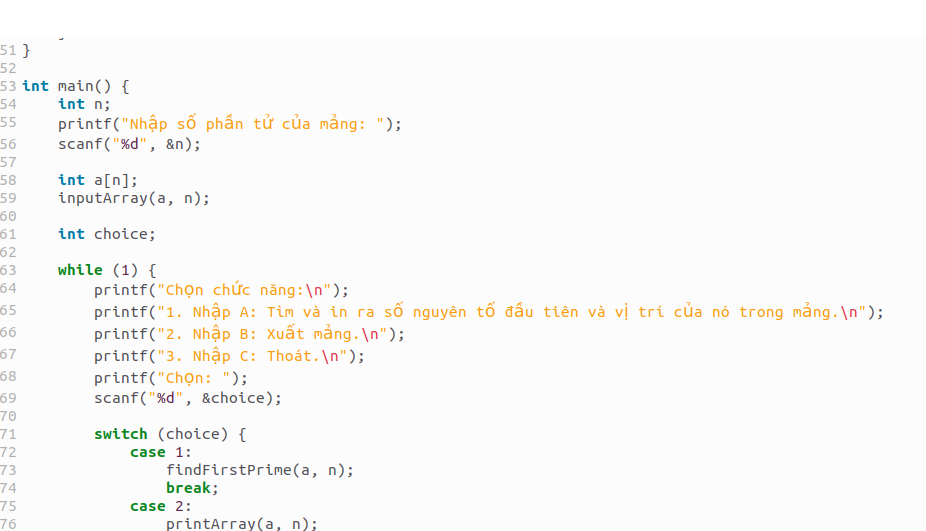 51 }
52
53 int main() {
54 int n;
55 printf("Nhập số phần tử của mảng: ");
56 scanf("%d", &n);
57
58 int a[n];
59 inputArray(a, n);
60
61 int choice;
62
63 while (1) {
64 printf("Chọn chức năng:\n");
65 printf("1. Nhập A: Tìm và in ra số nguyên tố đầu tiên và vị trí của nó trong mảng.\n");
66 printf("2. Nhập B: Xuất mảng.\n");
67 printf("3. Nhập C: Thoát.\n");
68 printf("Chọn: ");
69 scanf("%d", &choice);
70
71 switch (choice) {
72 case 1:
73 findFirstPrime(a, n);
74 break;
75 case 2:
76 printArray(a, n);